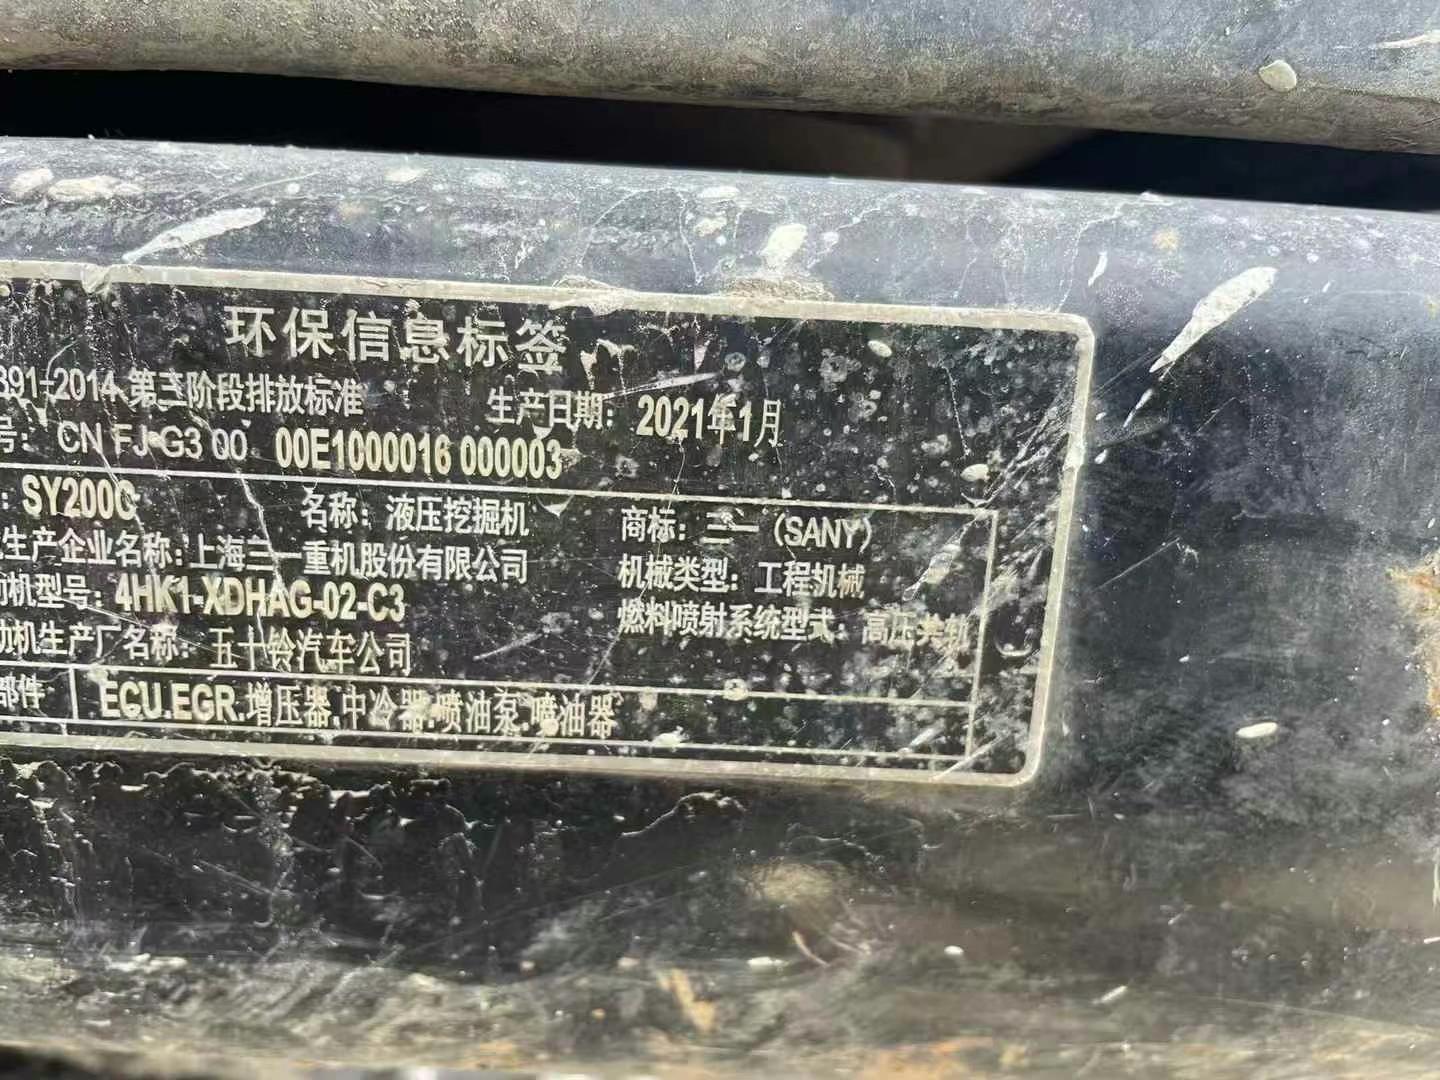 环保信息标签
891-2014 第三阶段排放标准 生产日期：2021年1月
号：CN FJ G3 00 00E1000016 000003
：SY200C 名称：液压挖掘机 商标：三一（SANY）
生产企业名称：上海三一重机股份有限公司 机械类型：工程机械
动机型号：4HK1-XDHAG-02-C3 燃料喷射系统型式：高压共轨
动机生产厂名称：五十铃汽车公司
部件 ECU.EGR.增压器.中冷器.喷油泵.喷油器